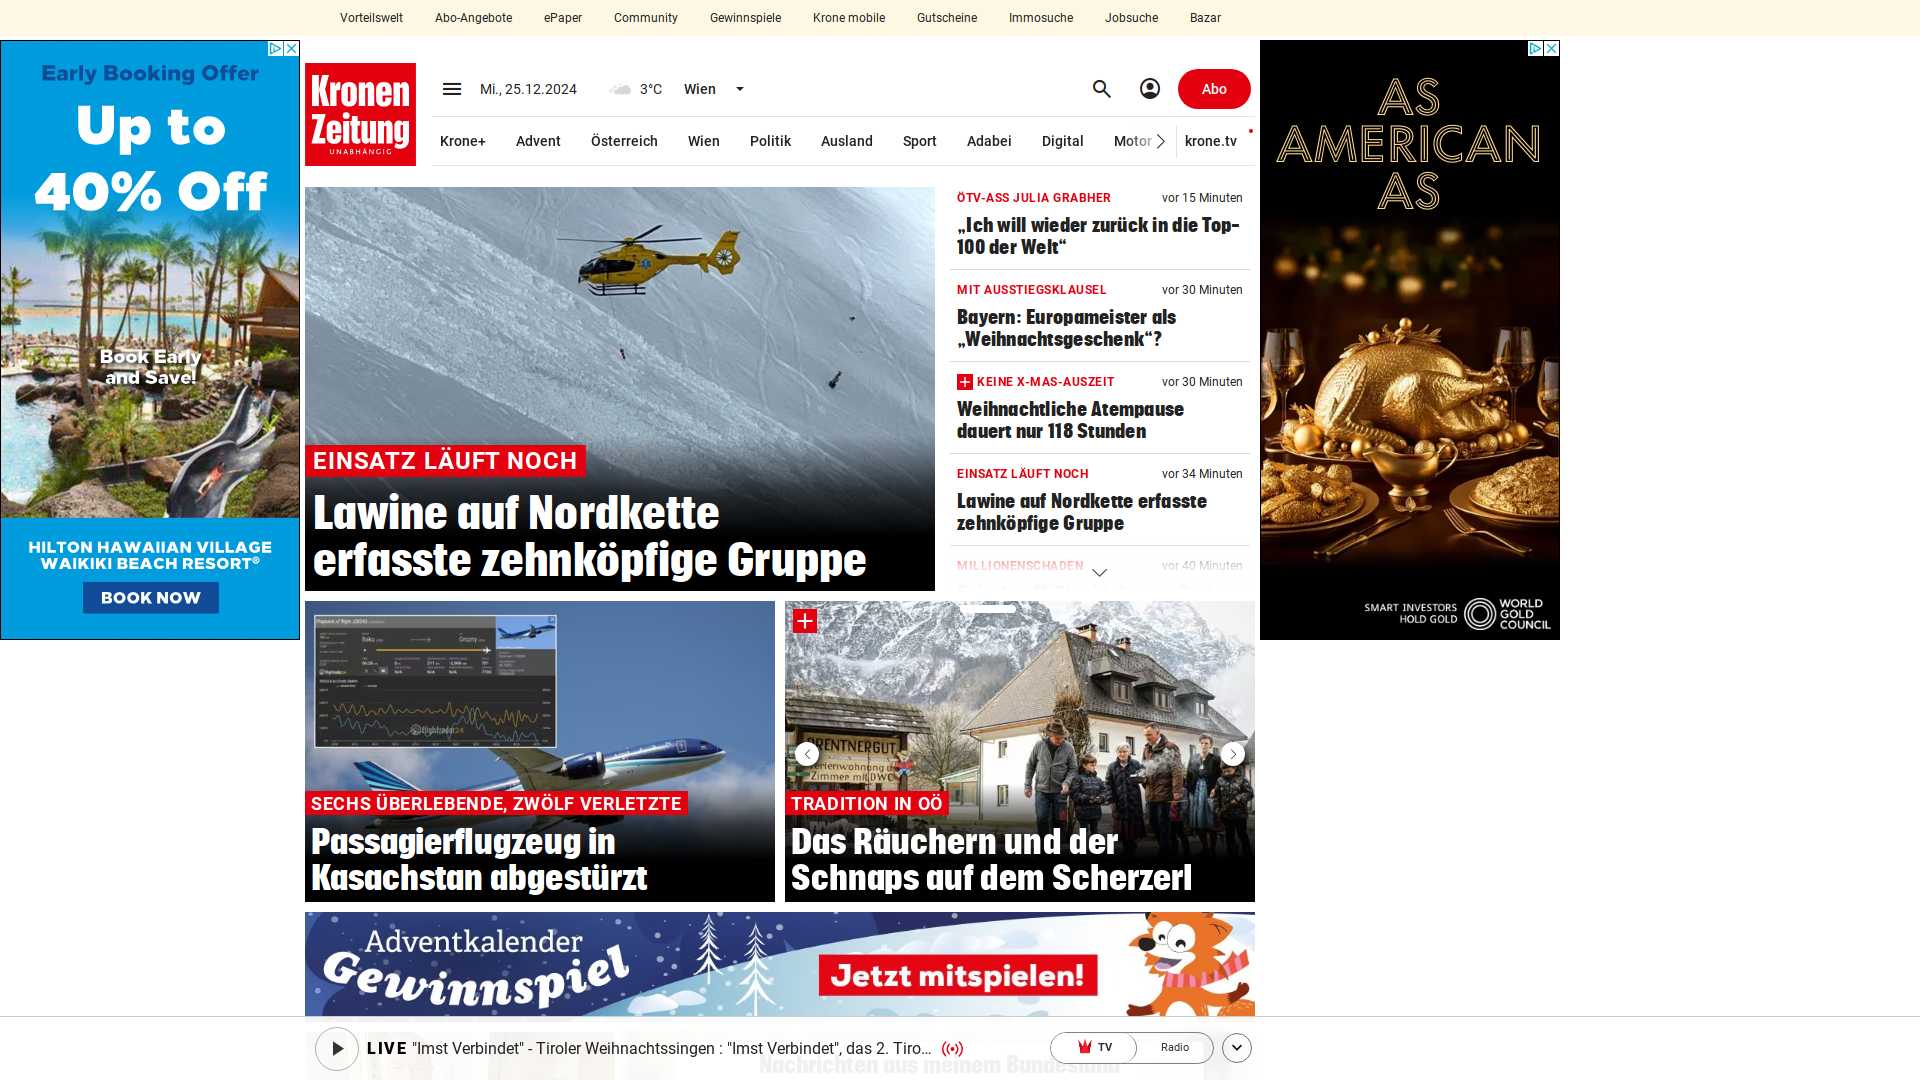 Vorteilswelt Abo-Angebote ePaper Community Gewinnspiele Krone mobile Gutscheine Immosuche Jobsuche Bazar
Early Booking Offer
Up to
40% Off
Book Early
and Save!
HILTON HAWAIIAN VILLAGE
WAIKIKI BEACH RESORT®
BOOK NOW
Kronen
Zeitung
UNABHÄNGIG
Mi., 25.12.2024 3°C Wien
Abo
Krone+ Advent Österreich Wien Politik Ausland Sport Adabei Digital Motor krone.tv
EINSATZ LÄUFT NOCH
Lawine auf Nordkette
erfasste zehnköpfige Gruppe
ÖTV-ASS JULIA GRABHER vor 15 Minuten
„Ich will wieder zurück in die Top-
100 der Welt“
MIT AUSSTIEGSKLAUSEL vor 30 Minuten
Bayern: Europameister als
„Weihnachtsgeschenk“?
KEINE X-MAS-AUSZEIT vor 30 Minuten
Weihnachtliche Atempause
dauert nur 118 Stunden
EINSATZ LÄUFT NOCH vor 34 Minuten
Lawine auf Nordkette erfasste
zehnköpfige Gruppe
MILLIONENSCHADEN vor 40 Minuten
AS
AMERICAN
AS
SMART INVESTORS
HOLD GOLD
WORLD
GOLD
COUNCIL
SECHS ÜBERLEBENDE, ZWÖLF VERLETZTE
Passagierflugzeug in
Kasachstan abgestürzt
TRADITION IN OÖ
Das Räuchern und der
Schnaps auf dem Scherzerl
Adventkalender
Gewinnspiel
Jetzt mitspielen!
LIVE "Imst Verbindet" - Tiroler Weihnachtssingen : "Imst Verbindet", das 2. Tiro...
TV Radio
Nachrichten aus meinem Bundesland